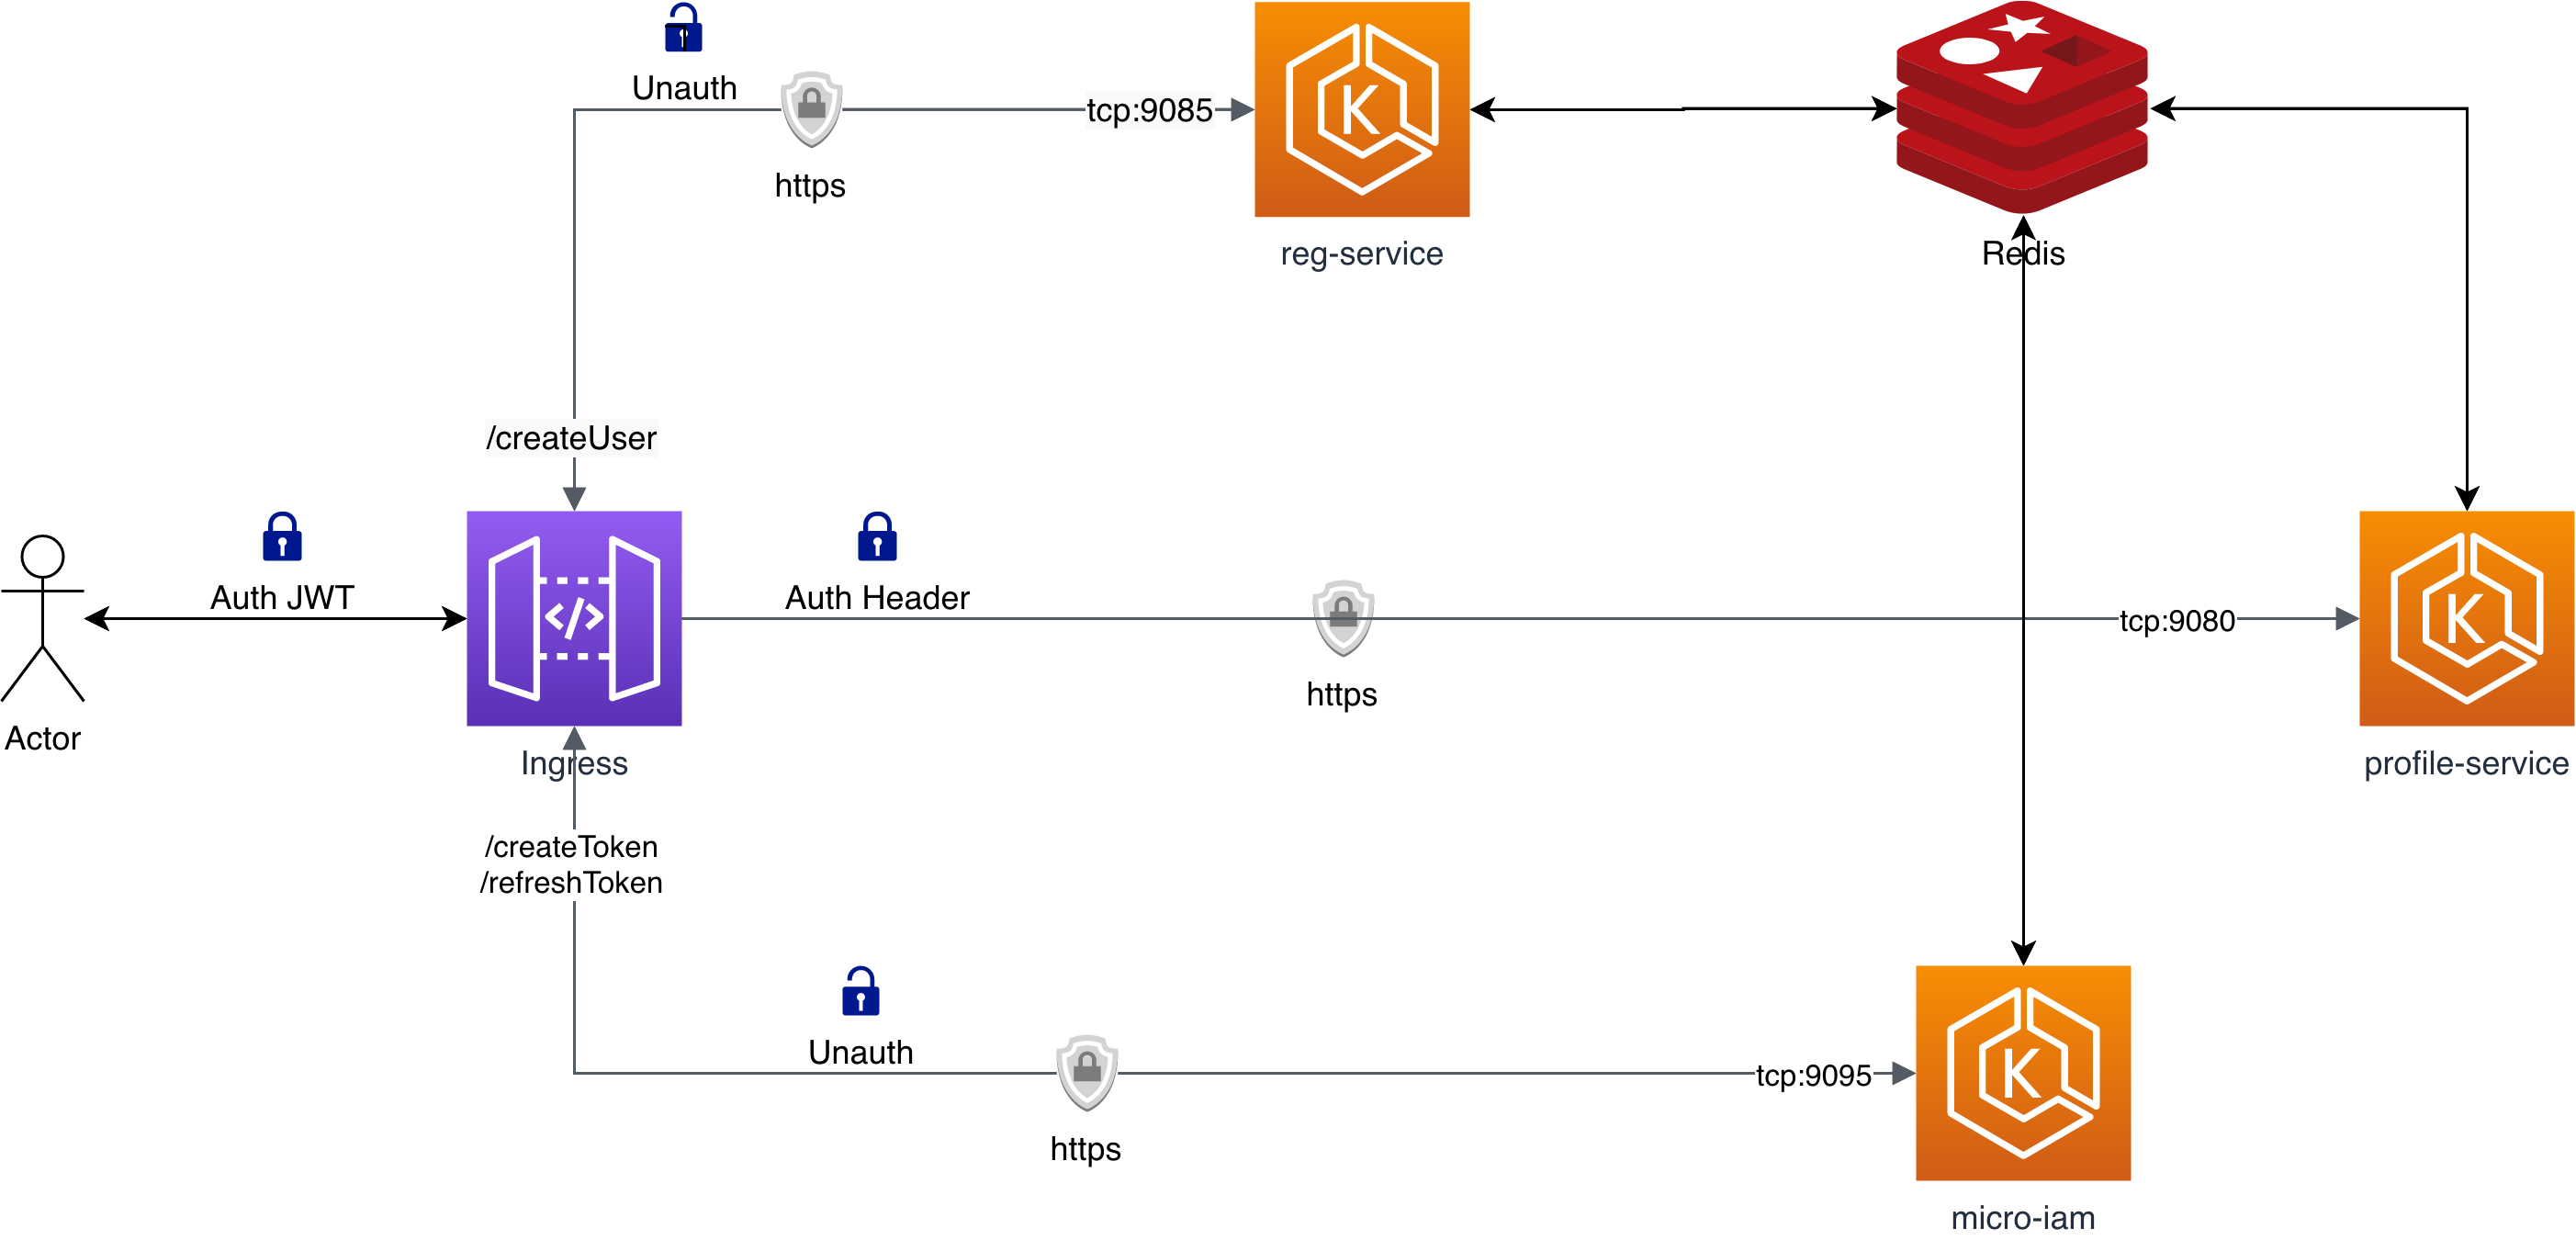 Unauth
https
tcp:9085
K
reg-service
Redis
/createUser
Auth JWT
Actor
</>
Ingress
Auth Header
https
tcp:9080
K
profile-service
/createToken
/refreshToken
Unauth
https
tcp:9095
K
micro-iam